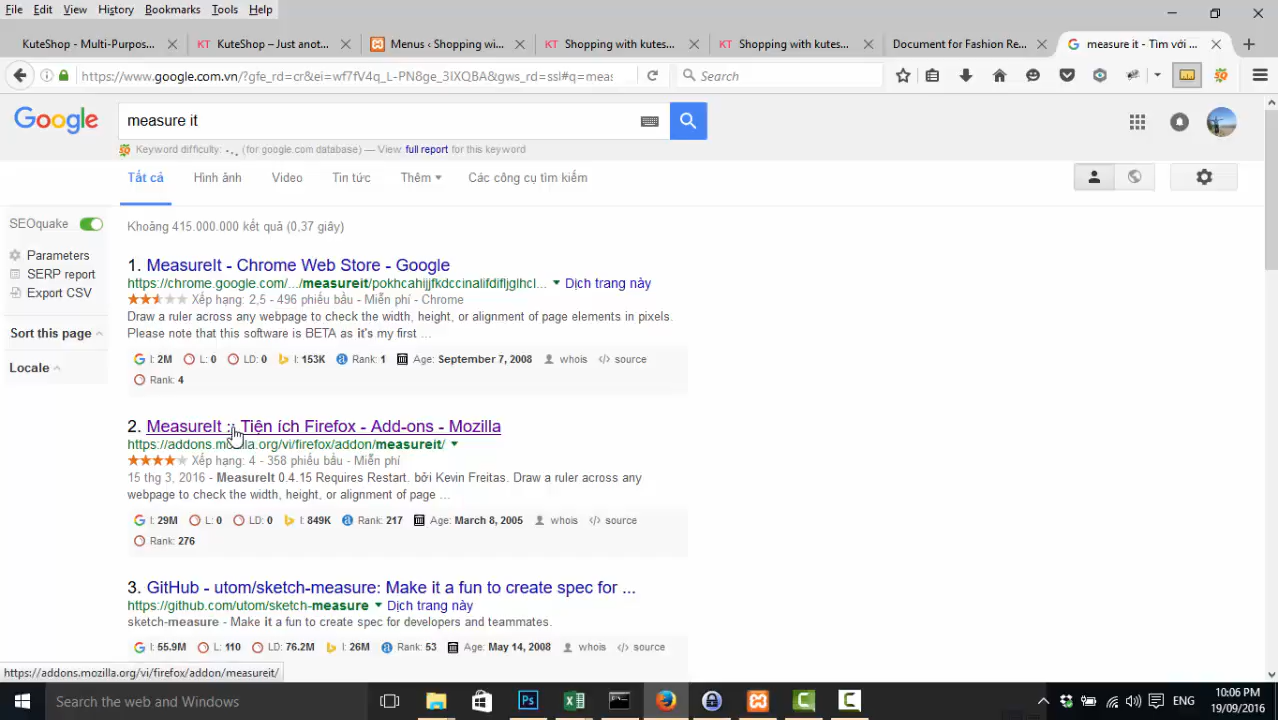 File Edit View History Bookmarks Tools Help
KuteShop - Multi-Purpos... KT KuteShop – Just anot... Menus ‹ Shopping wi... KT Shopping with kutes... KT Shopping with kutes... Document for Fashion Re... measure it - Tìm với ...
https://www.google.com.vn/?gfe_rd=cr&ei=wf7fV4q_L-PN8ge_3IXQBA&gws_rd=ssl#q=meas Search
Google measure it
Keyword difficulty: (for google.com database) — View: full report for this keyword
Tất cả Hình ảnh Video Tin tức Thêm Các công cụ tìm kiếm
SEOquake
Khoảng 415.000.000 kết quả (0,37 giây)
Parameters
SERP report
Export CSV
Sort this page
Locale
1. MeasureIt - Chrome Web Store - Google
https://chrome.google.com/.../measureit/pokhcahijjfkdccinalifdifljglhcl... Dịch trang này
Xếp hạng: 2,5 - 496 phiếu bầu - Miễn phí - Chrome
Draw a ruler across any webpage to check the width, height, or alignment of page elements in pixels.
Please note that this software is BETA as it's my first ...
I: 2M L: 0 LD: 0 I: 153K Rank: 1 Age: September 7, 2008 whois source
Rank: 4
2. MeasureIt :: Tiện ích Firefox - Add-ons - Mozilla
https://addons.mozilla.org/vi/firefox/addon/measureit/
Xếp hạng: 4 - 358 phiếu bầu - Miễn phí
15 thg 3, 2016 - MeasureIt 0.4.15 Requires Restart. bởi Kevin Freitas. Draw a ruler across any
webpage to check the width, height, or alignment of page ...
I: 29M L: 0 LD: 0 I: 849K Rank: 217 Age: March 8, 2005 whois source
Rank: 276
3. GitHub - utom/sketch-measure: Make it a fun to create spec for ...
https://github.com/utom/sketch-measure Dịch trang này
sketch-measure - Make it a fun to create spec for developers and teammates.
I: 55.9M L: 110 LD: 76.2M I: 26M Rank: 53 Age: May 14, 2008 whois source
https://addons.mozilla.org/vi/firefox/addon/measureit/
Search the web and Windows
ENG
10:06 PM
19/09/2016